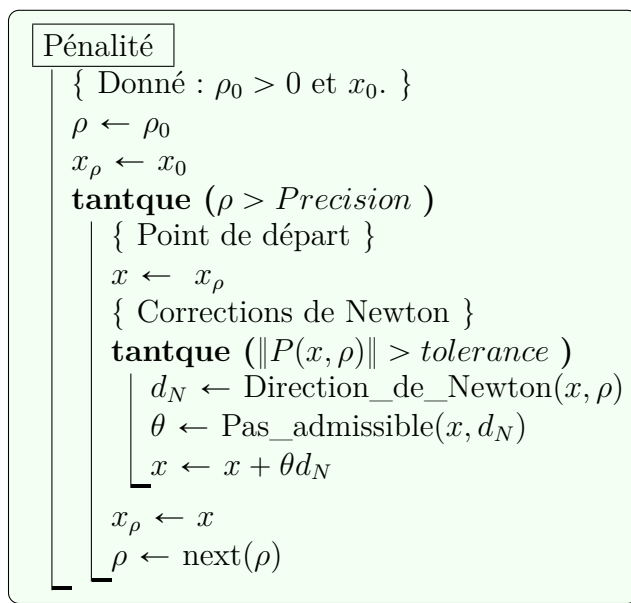 Pénalité
{ Donné : ρ₀ > 0 et x₀. }
ρ ← ρ₀
x_ρ ← x₀
tantque (ρ > Precision )
{ Point de départ }
x ← x_ρ
{ Corrections de Newton }
tantque (‖P(x, ρ)‖ > tolerance )
d_N ← Direction_de_Newton(x, ρ)
θ ← Pas_admissible(x, d_N)
x ← x + θd_N
x_ρ ← x
ρ ← next(ρ)